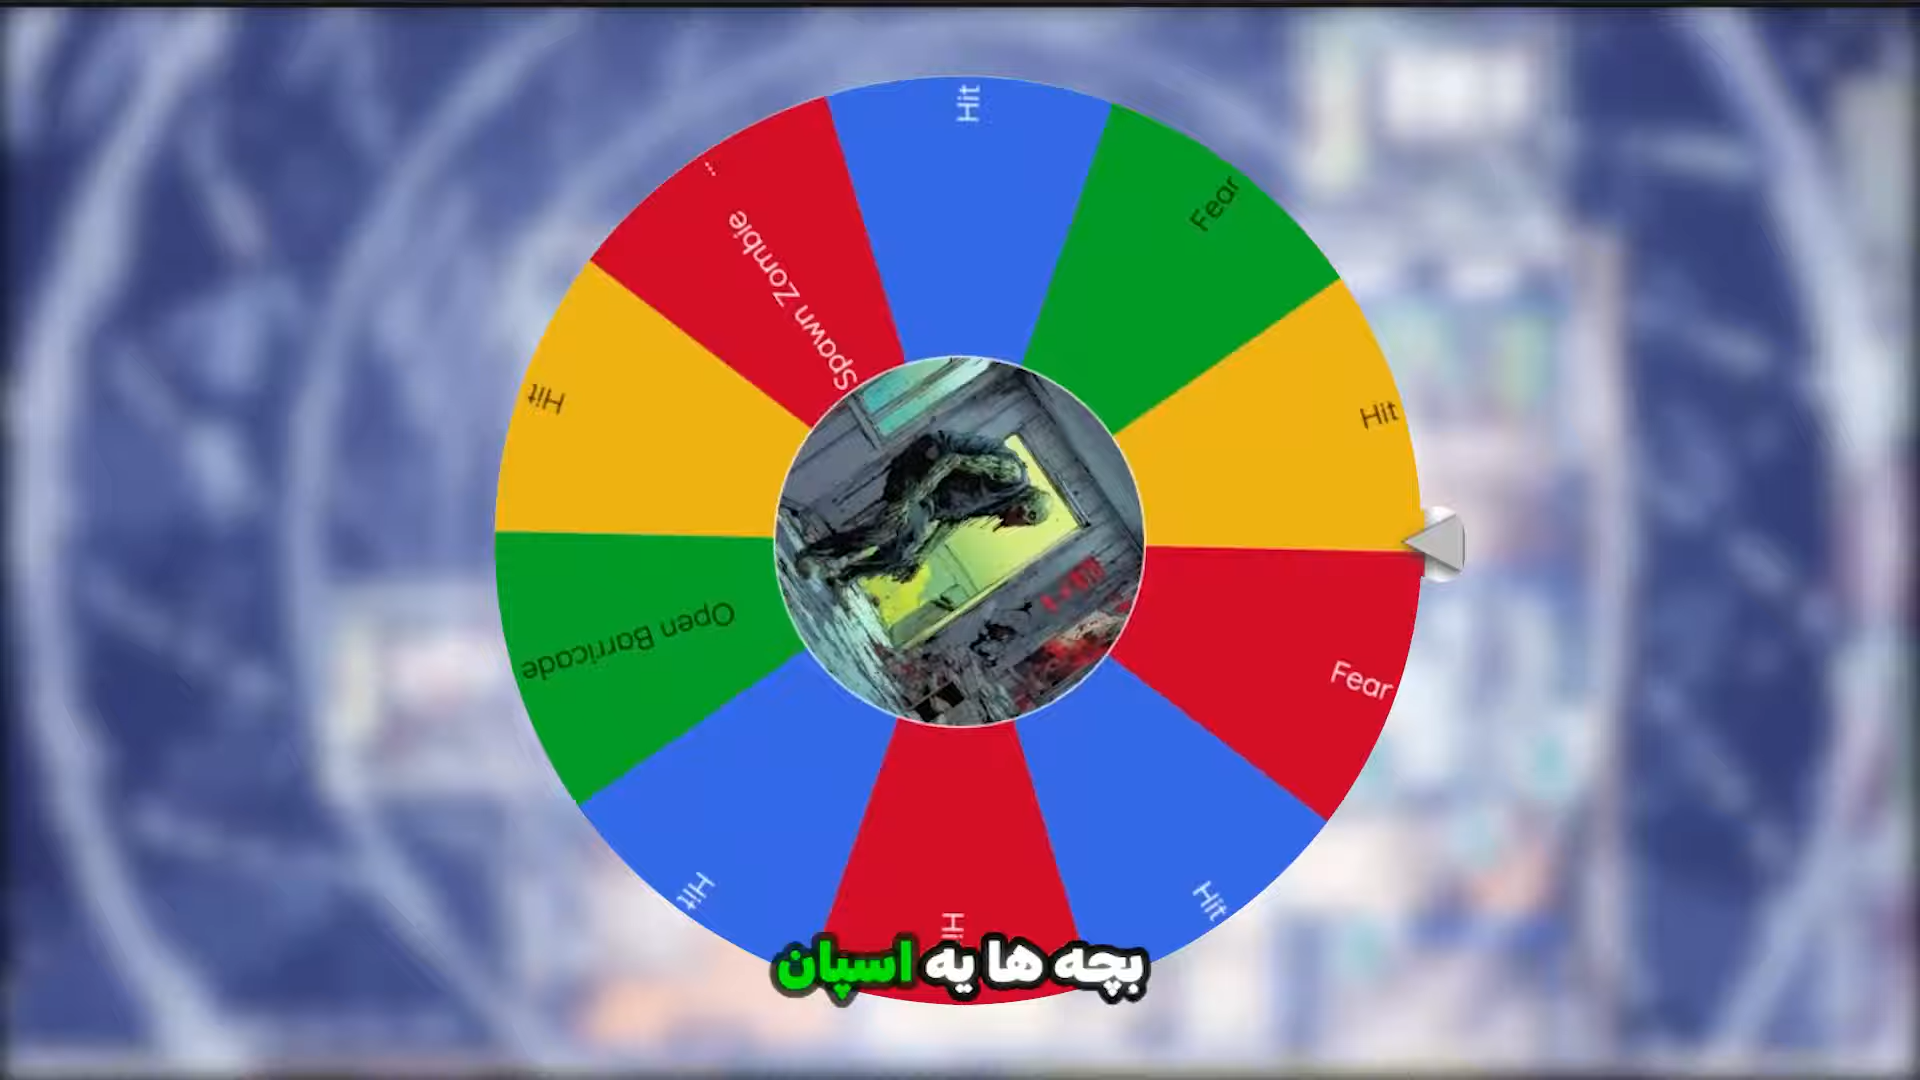 Hit
Fear
Hit
Fear
Hit
Hit
Hit
Open Barricade
Hit
Spawn Zombie ...
بچه ها یه اسپان